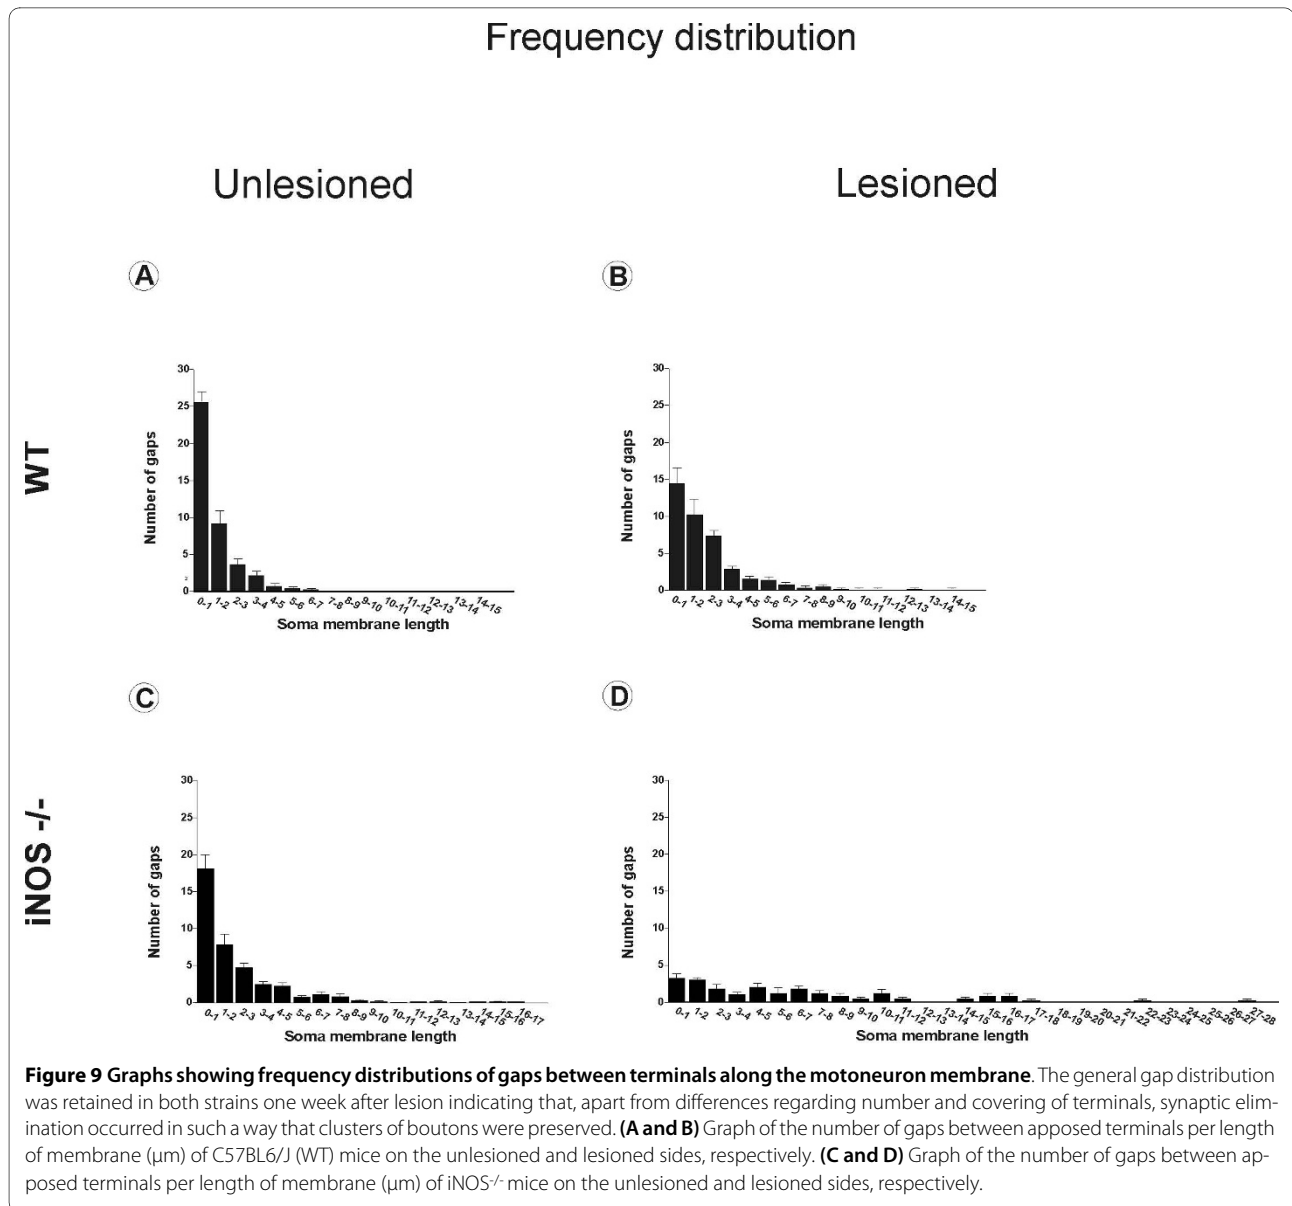 Frequency distribution
Unlesioned
Lesioned
WT
iNOS -/-
A
Number of gaps
30
25
20
15
10
5
0
0-1 1-2 2-3 3-4 4-5 5-6 6-7 7-8 8-9 9-10 10-11 11-12 12-13 13-14 14-15
Soma membrane length
B
Number of gaps
30
25
20
15
10
5
0
0-1 1-2 2-3 3-4 4-5 5-6 6-7 7-8 8-9 9-10 10-11 11-12 12-13 13-14 14-15
Soma membrane length
C
Number of gaps
30
25
20
15
10
5
0
0-1 1-2 2-3 3-4 4-5 5-6 6-7 7-8 8-9 9-10 10-11 11-12 12-13 13-14 14-15 15-16 16-17
Soma membrane length
D
Number of gaps
30
25
20
15
10
5
0
0-1 1-2 2-3 3-4 4-5 5-6 6-7 7-8 8-9 9-10 10-11 11-12 12-13 13-14 14-15 15-16 16-17 17-18 18-19 19-20 20-21 21-22 22-23 23-24 24-25 25-26 26-27 27-28
Soma membrane length
Figure 9 Graphs showing frequency distributions of gaps between terminals along the motoneuron membrane. The general gap distribution
was retained in both strains one week after lesion indicating that, apart from differences regarding number and covering of terminals, synaptic elim-
ination occurred in such a way that clusters of boutons were preserved. (A and B) Graph of the number of gaps between apposed terminals per length
of membrane (μm) of C57BL6/J (WT) mice on the unlesioned and lesioned sides, respectively. (C and D) Graph of the number of gaps between ap-
posed terminals per length of membrane (μm) of iNOS-/- mice on the unlesioned and lesioned sides, respectively.